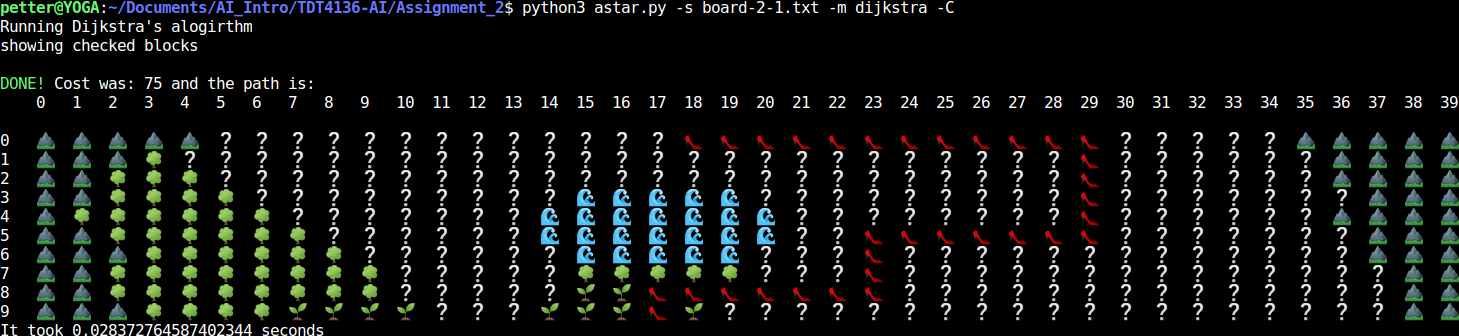 petter@YOGA:~/Documents/AI_Intro/TDT4136-AI/Assignment_2$ python3 astar.py -s board-2-1.txt -m dijkstra -C
Running Dijkstra's alogirthm
showing checked blocks
DONE! Cost was: 75 and the path is:
0 1 2 3 4 5 6 7 8 9 10 11 12 13 14 15 16 17 18 19 20 21 22 23 24 25 26 27 28 29 30 31 32 33 34 35 36 37 38 39
0 ? ? ? ? ? ? ? ? ? ? ? ? ? ? ? ? ? ?
1 ? ? ? ? ? ? ? ? ? ? ? ? ? ? ? ? ? ? ? ? ? ? ? ? ? ? ? ? ? ? ?
2 ? ? ? ? ? ? ? ? ? ? ? ? ? ? ? ? ? ? ? ? ? ? ? ? ? ? ? ? ? ?
3 ? ? ? ? ? ? ? ? ? ? ? ? ? ? ? ? ? ? ? ? ? ? ? ? ?
4 ? ? ? ? ? ? ? ? ? ? ? ? ? ? ? ? ? ? ? ? ?
5 ? ? ? ? ? ? ? ? ? ? ? ? ? ? ?
6 ? ? ? ? ? ? ? ? ? ? ? ? ? ? ? ? ? ? ? ? ? ?
7 ? ? ? ? ? ? ? ? ? ? ? ? ? ? ? ? ? ? ? ? ? ?
8 ? ? ? ? ? ? ? ? ? ? ? ? ? ? ? ? ? ? ?
9 ? ? ? ? ? ? ? ? ? ? ? ? ? ? ? ? ? ? ? ? ? ?
It took 0.028372764587402344 seconds